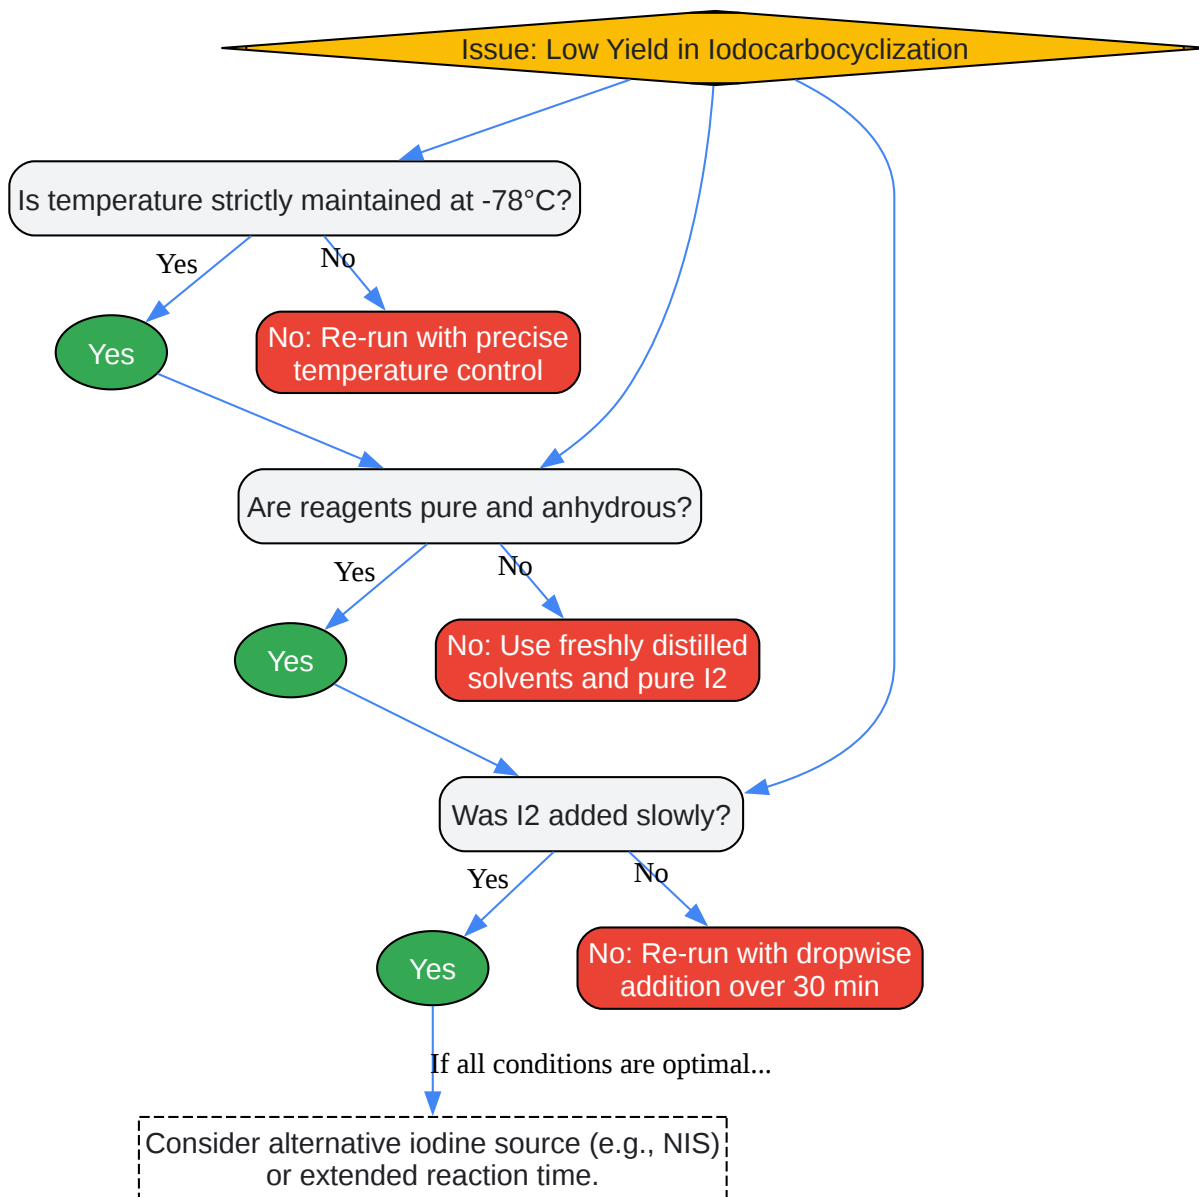 Issue: Low Yield in Iodocarbocyclization
Is temperature strictly maintained at -78°C?
Yes
No
Yes
No: Re-run with precise
temperature control
Are reagents pure and anhydrous?
Yes
No
Yes
No: Use freshly distilled
solvents and pure I2
Was I2 added slowly?
Yes
No
Yes
No: Re-run with dropwise
addition over 30 min
If all conditions are optimal...
Consider alternative iodine source (e.g., NIS)
or extended reaction time.